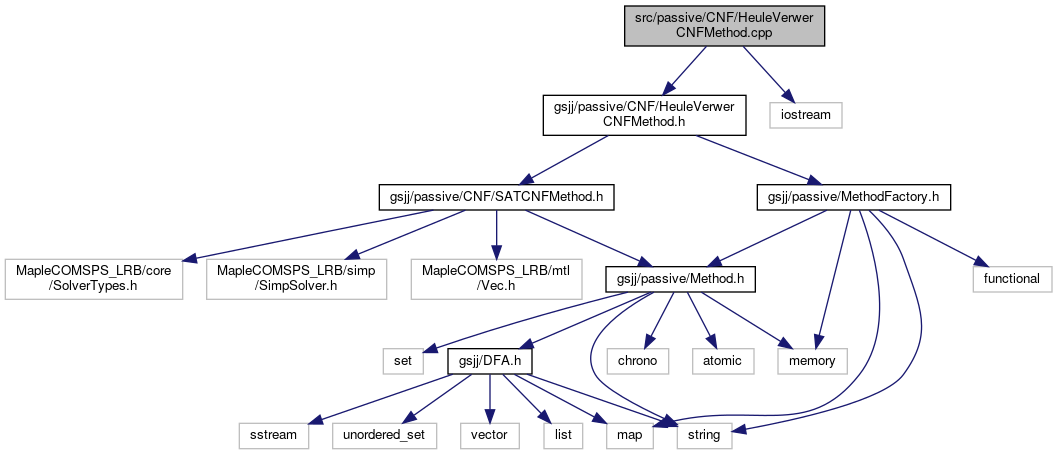 src/passive/CNF/HeuleVerwer
CNFMethod.cpp
gsjj/passive/CNF/HeuleVerwer
CNFMethod.h
iostream
gsjj/passive/CNF/SATCNFMethod.h
gsjj/passive/MethodFactory.h
MapleCOMSPS_LRB/core
/SolverTypes.h
MapleCOMSPS_LRB/simp
/SimpSolver.h
MapleCOMSPS_LRB/mtl
/Vec.h
gsjj/passive/Method.h
functional
set
gsjj/DFA.h
chrono
atomic
memory
sstream
unordered_set
vector
list
map
string